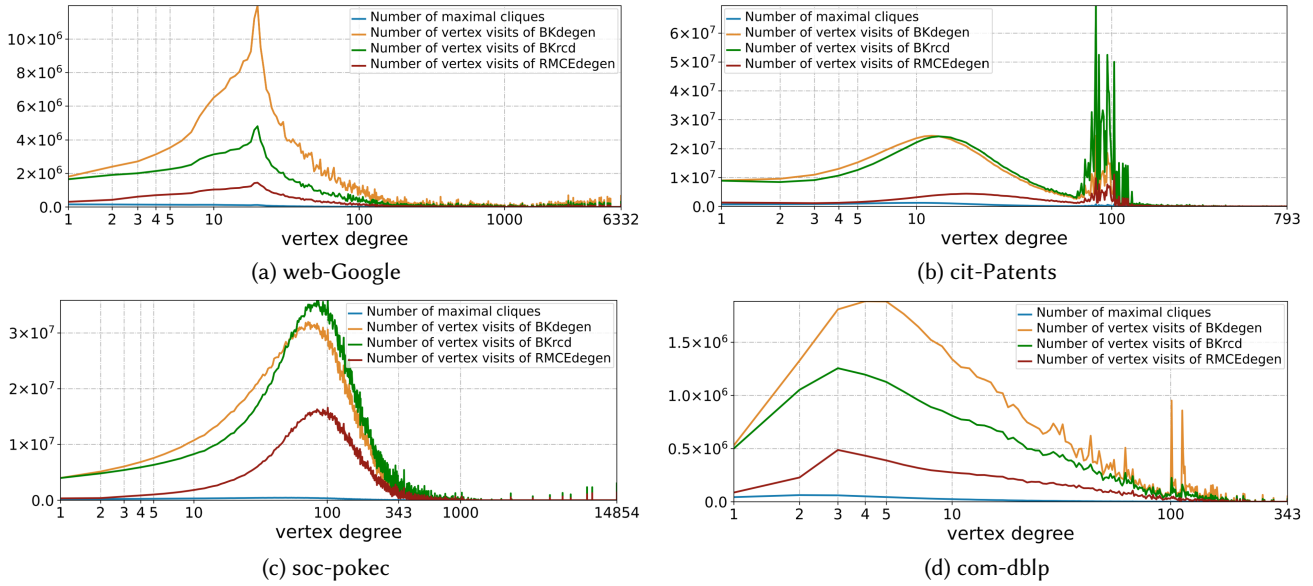 Number of maximal cliques
Number of vertex visits of BKdegen
Number of vertex visits of BKrcd
Number of vertex visits of RMCEdegen
10×10⁶
8×10⁶
6×10⁶
4×10⁶
2×10⁶
0.0
1 2 3 4 5 10 100 1000 6332
vertex degree
(a) web-Google
Number of maximal cliques
Number of vertex visits of BKdegen
Number of vertex visits of BKrcd
Number of vertex visits of RMCEdegen
6×10⁷
5×10⁷
4×10⁷
3×10⁷
2×10⁷
1×10⁷
0.0
1 2 3 4 5 10 100 793
vertex degree
(b) cit-Patents
Number of maximal cliques
Number of vertex visits of BKdegen
Number of vertex visits of BKrcd
Number of vertex visits of RMCEdegen
3×10⁷
2×10⁷
1×10⁷
0.0
1 2 3 4 5 10 100 343 1000 14854
vertex degree
(c) soc-pokec
Number of maximal cliques
Number of vertex visits of BKdegen
Number of vertex visits of BKrcd
Number of vertex visits of RMCEdegen
1.5×10⁶
1.0×10⁶
0.5×10⁶
0.0
1 2 3 4 5 10 100 343
vertex degree
(d) com-dblp